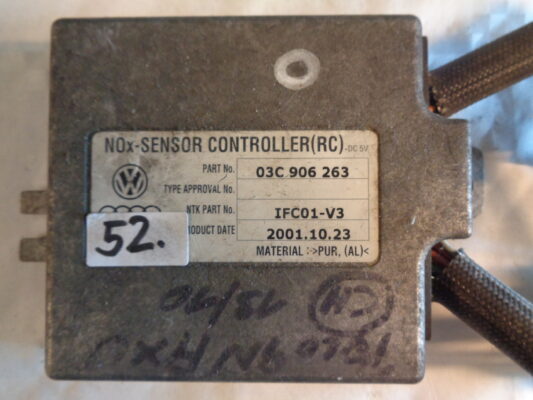 NOx-SENSOR CONTROLLER(RC) -DC 5V
PART No. 03C 906 263
TYPE APPROVAL No.
NTK PART No. IFC01-V3
PRODUCT DATE 2001.10.23
MATERIAL :>PUR, (AL)<
52.